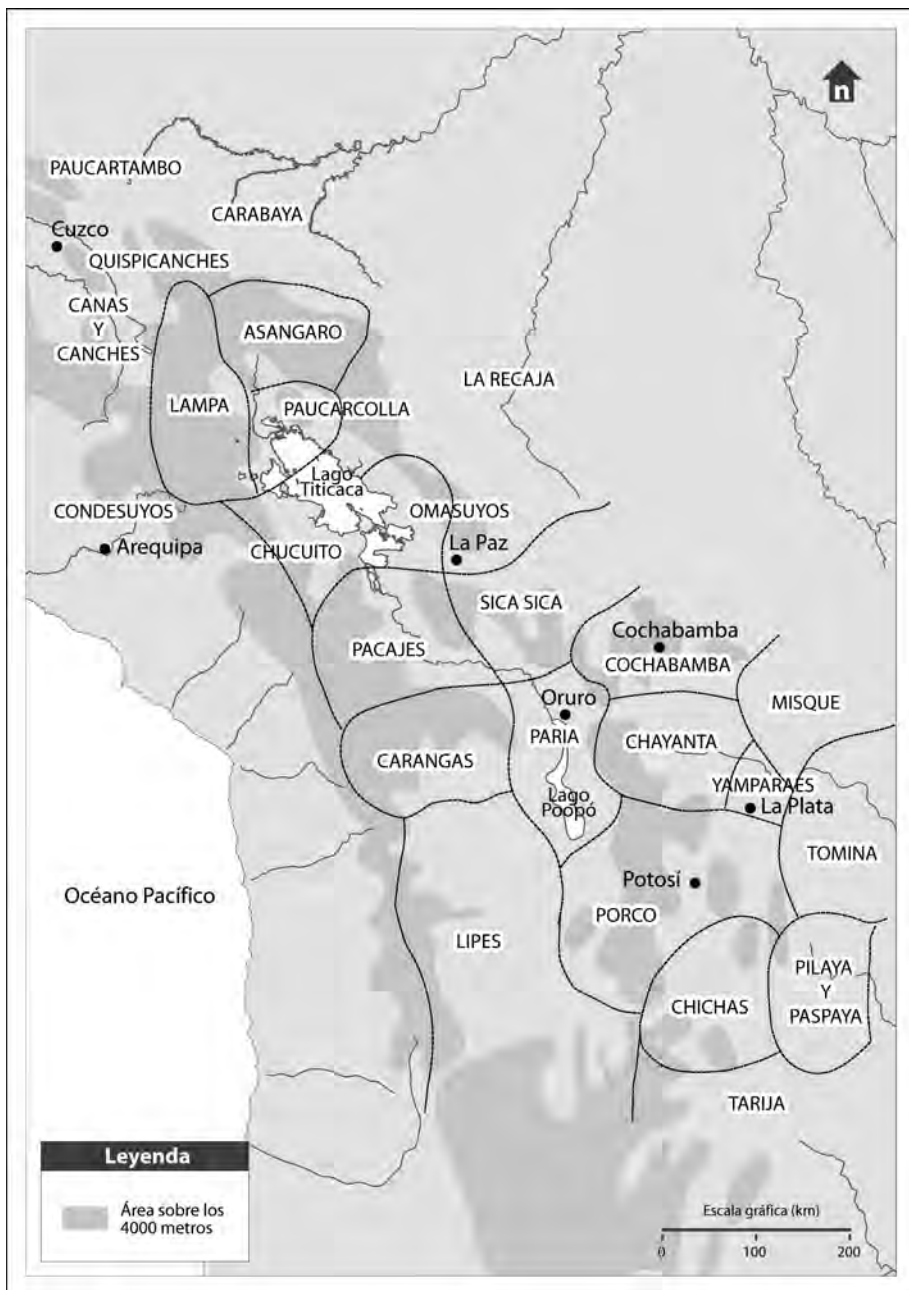 n
PAUCARTAMBO
CARABAYA
Cuzco
QUISPICANCHES
CANAS
Y
CANCHES
ASANGARO
LA RECAJA
LAMPA
PAUCARCOLLA
Lago
Titicaca
CONDESUYOS
OMASUYOS
Arequipa
CHUCUITO
La Paz
SICA SICA
PACAJES
Cochabamba
COCHABAMBA
Oruro
MISQUE
PARIA
CHAYANTA
CARANGAS
YAMPARAES
Lago
Poopó
La Plata
TOMINA
Océano Pacífico
Potosí
PORCO
LIPES
PILAYA
Y
PASPAYA
CHICHAS
TARIJA
Leyenda
Área sobre los
4000 metros
Escala gráfica (km)
0 100 200